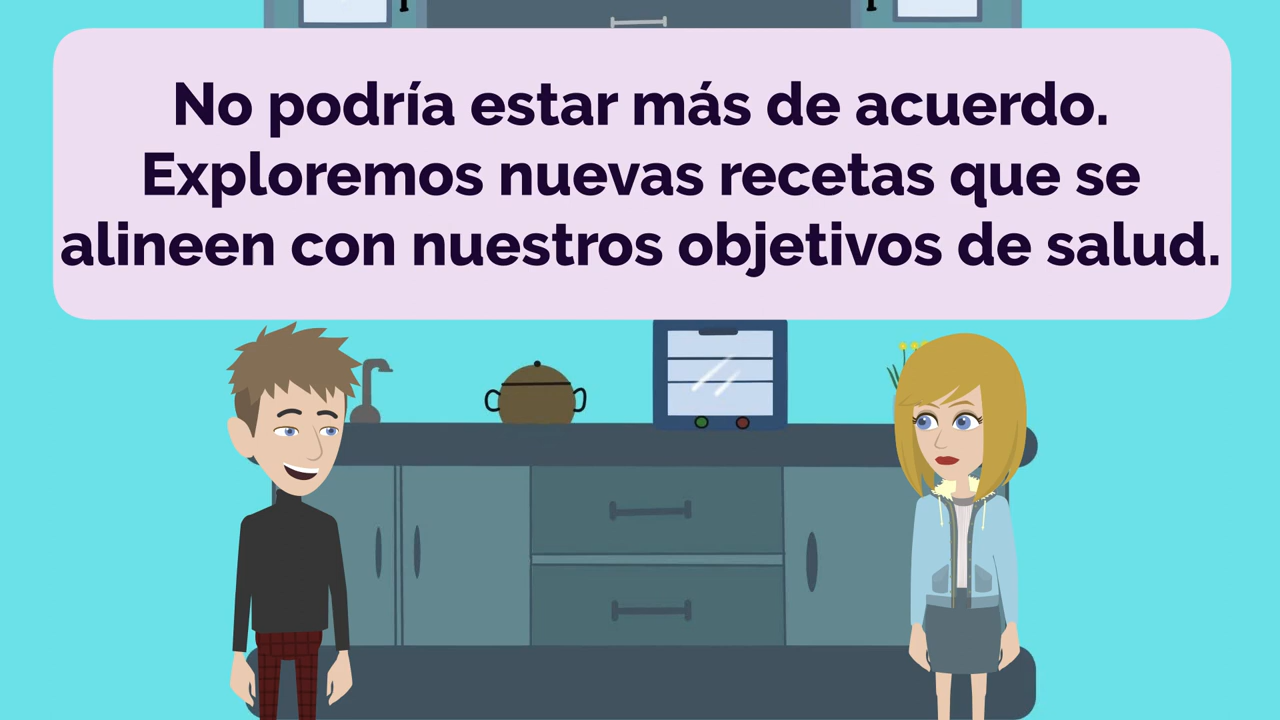 No podría estar más de acuerdo.
Exploremos nuevas recetas que se
alineen con nuestros objetivos de salud.